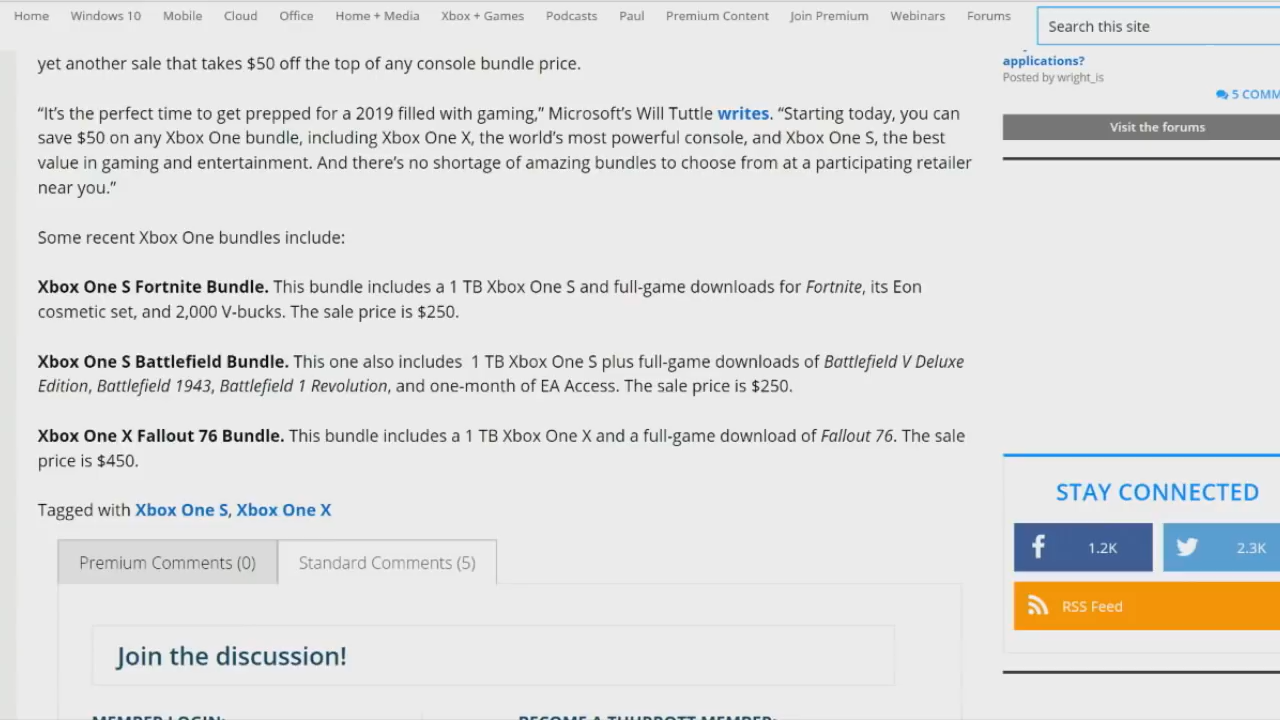 Home Windows 10 Mobile Cloud Office Home + Media Xbox + Games Podcasts Paul Premium Content Join Premium Webinars Forums
Search this site
yet another sale that takes $50 off the top of any console bundle price.
“It’s the perfect time to get prepped for a 2019 filled with gaming,” Microsoft’s Will Tuttle writes. “Starting today, you can
save $50 on any Xbox One bundle, including Xbox One X, the world’s most powerful console, and Xbox One S, the best
value in gaming and entertainment. And there’s no shortage of amazing bundles to choose from at a participating retailer
near you.”
Some recent Xbox One bundles include:
Xbox One S Fortnite Bundle. This bundle includes a 1 TB Xbox One S and full-game downloads for Fortnite, its Eon
cosmetic set, and 2,000 V-bucks. The sale price is $250.
Xbox One S Battlefield Bundle. This one also includes 1 TB Xbox One S plus full-game downloads of Battlefield V Deluxe
Edition, Battlefield 1943, Battlefield 1 Revolution, and one-month of EA Access. The sale price is $250.
Xbox One X Fallout 76 Bundle. This bundle includes a 1 TB Xbox One X and a full-game download of Fallout 76. The sale
price is $450.
Tagged with Xbox One S, Xbox One X
Premium Comments (0) Standard Comments (5)
Join the discussion!
MEMBER LOGIN: BECOME A THURROTT MEMBER:
applications?
Posted by wright_is
5 COMM
Visit the forums
STAY CONNECTED
1.2K 2.3K
RSS Feed